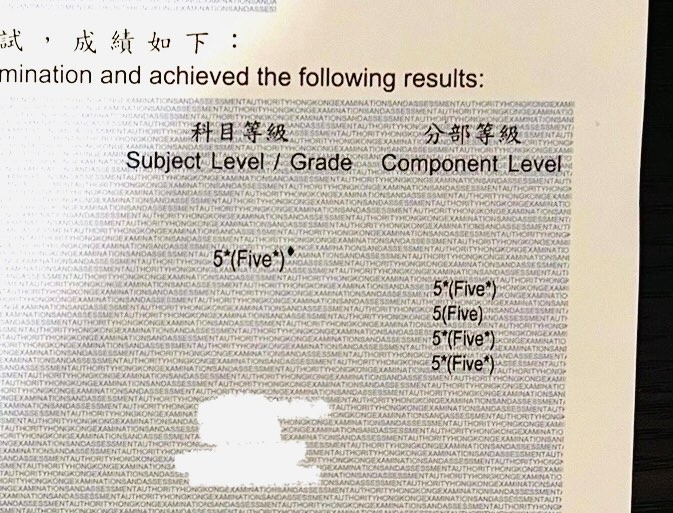 試，成績如下：
mination and achieved the following results:
科目等級 分部等級
Subject Level / Grade Component Level
5*(Five*)♦
5*(Five*)
5(Five)
5*(Five*)
5*(Five*)